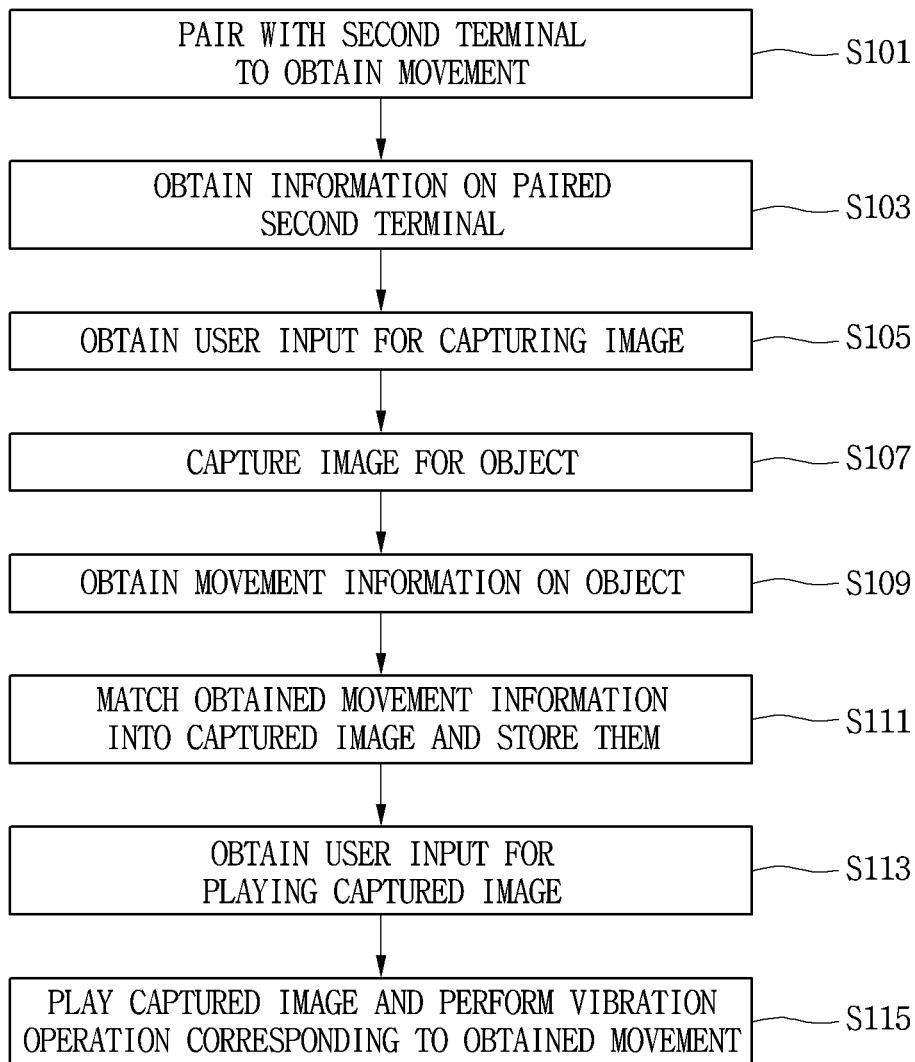 PAIR WITH SECOND TERMINAL
TO OBTAIN MOVEMENT
S101
OBTAIN INFORMATION ON PAIRED
SECOND TERMINAL
S103
OBTAIN USER INPUT FOR CAPTURING IMAGE
S105
CAPTURE IMAGE FOR OBJECT
S107
OBTAIN MOVEMENT INFORMATION ON OBJECT
S109
MATCH OBTAINED MOVEMENT INFORMATION
INTO CAPTURED IMAGE AND STORE THEM
S111
OBTAIN USER INPUT FOR
PLAYING CAPTURED IMAGE
S113
PLAY CAPTURED IMAGE AND PERFORM VIBRATION
OPERATION CORRESPONDING TO OBTAINED MOVEMENT
S115